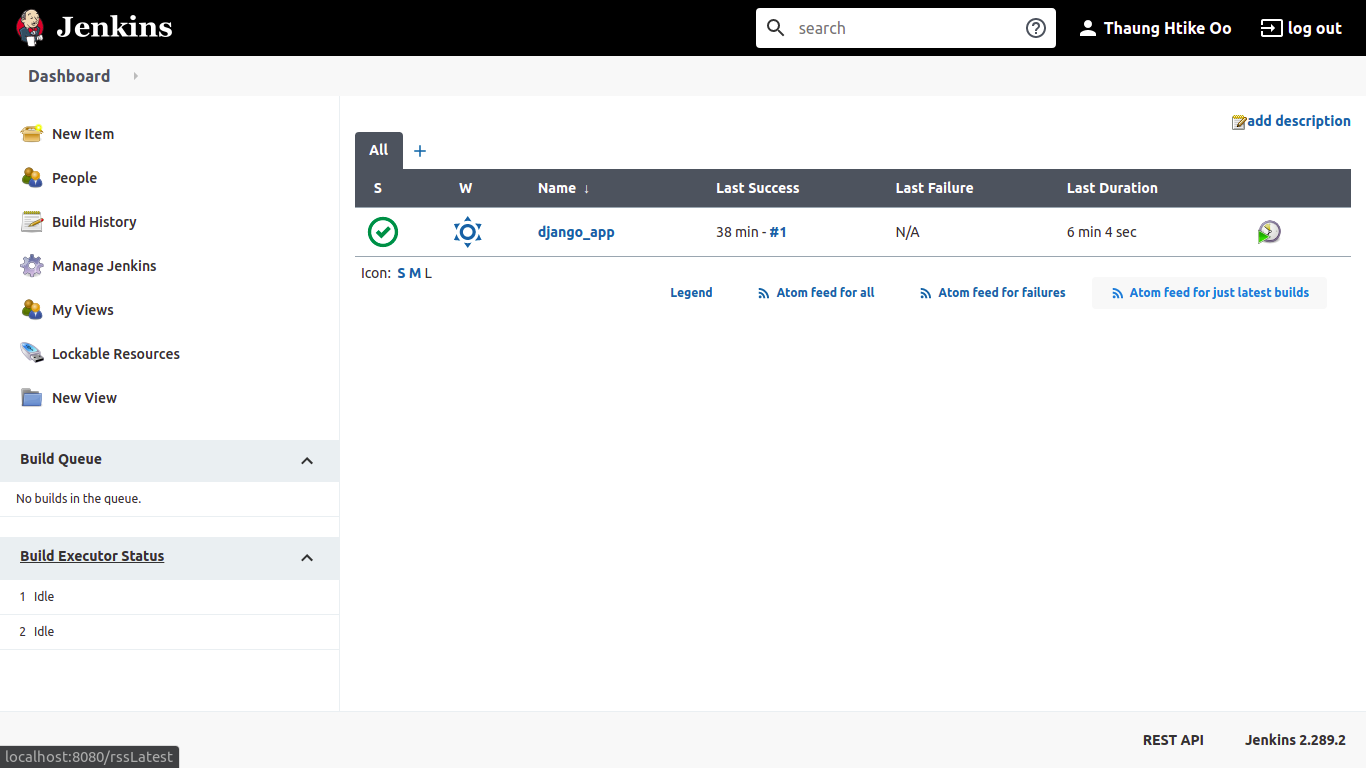 Jenkins
search
Thaung Htike Oo
log out
Dashboard
New Item
People
Build History
Manage Jenkins
My Views
Lockable Resources
New View
Build Queue
No builds in the queue.
Build Executor Status
1 Idle
2 Idle
add description
All +
S W Name ↓ Last Success Last Failure Last Duration
django_app 38 min - #1 N/A 6 min 4 sec
Icon: S M L
Legend Atom feed for all Atom feed for failures Atom feed for just latest builds
REST API Jenkins 2.289.2
localhost:8080/rssLatest